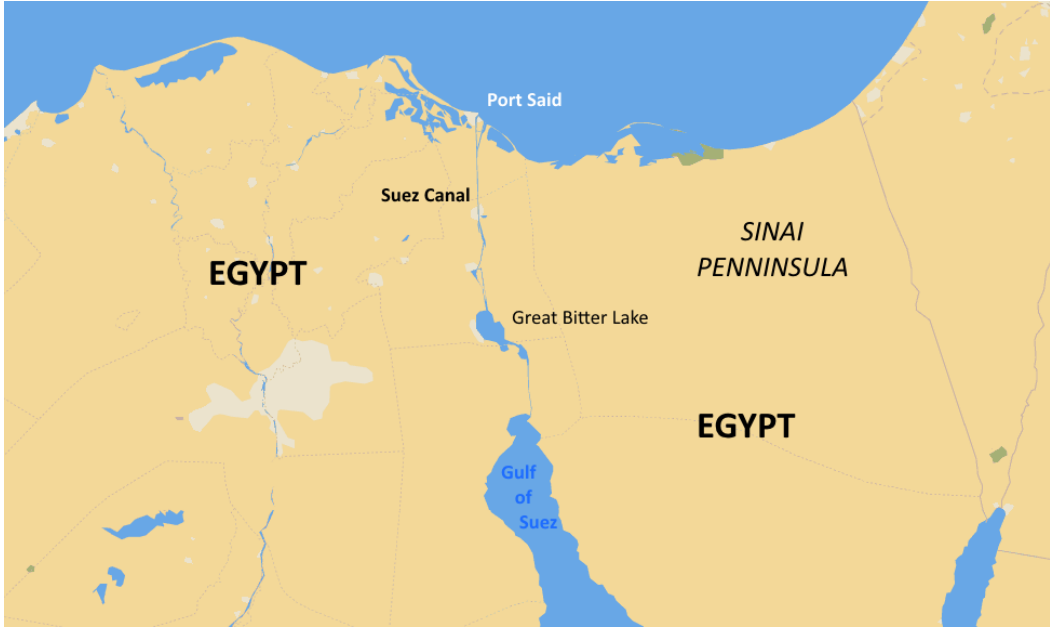 Port Said
Suez Canal
SINAI
PENNINSULA
EGYPT
Great Bitter Lake
EGYPT
Gulf
of
Suez